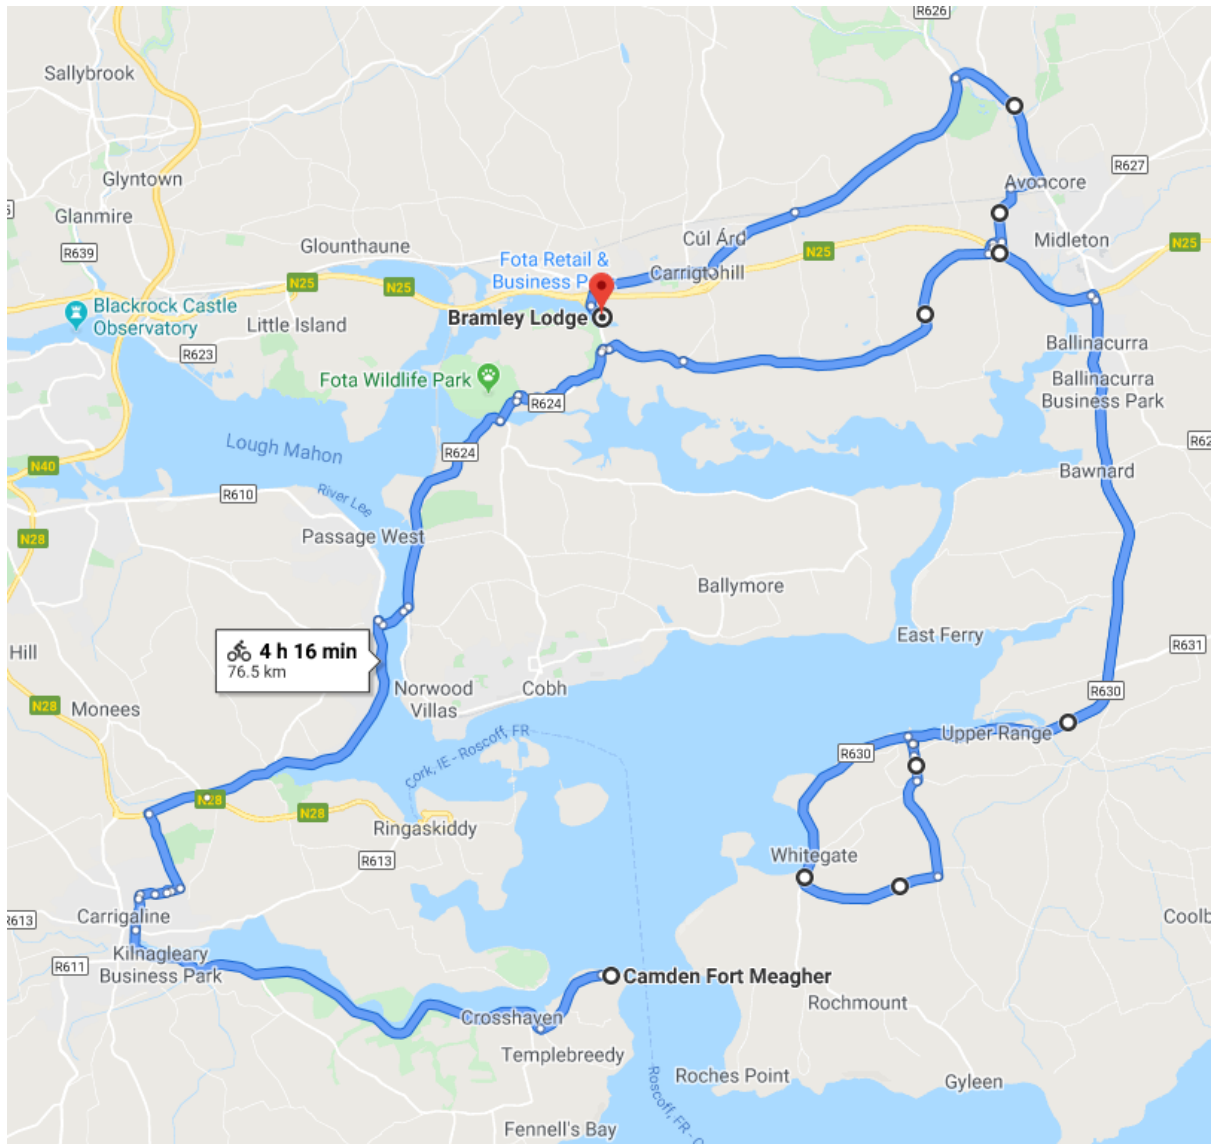 R626
Sallybrook
Glyntown
Avoncore
R627
Glanmire
Glounthaune
Cúl Árd
Midleton
N25
R639
Fota Retail &
Business P
Carrigtohill
N25
N25
N25
Blackrock Castle
Observatory
Bramley Lodge
Little Island
R623
Ballinacurra
Fota Wildlife Park
Ballinacurra
Business Park
R624
Lough Mahon
R624
R62
N40
Bawnard
R610
River Lee
Passage West
N28
Ballymore
East Ferry
Hill
4 h 16 min
76.5 km
R631
Norwood
Villas
Cobh
R630
N28
Monees
Upper Range
Cork, IE - Roscoff, FR
R630
N28
N28
Ringaskiddy
R613
Whitegate
R613
Carrigaline
Coolb
Kilnagleary
Business Park
R611
Camden Fort Meagher
Rochmount
Crosshaven
Templebreedy
Roches Point
Gyleen
Roscoff, FR - C
Fennell's Bay